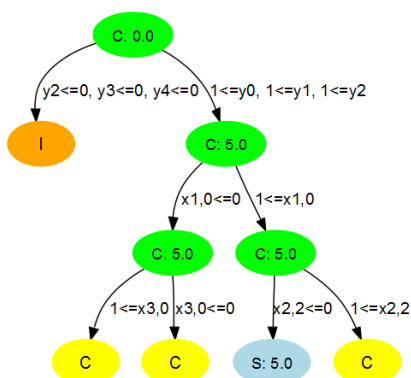 C: 0.0
y2<=0, y3<=0, y4<=0
1<=y0, 1<=y1, 1<=y2
I
C: 5.0
x1,0<=0
1<=x1,0
C: 5.0
C: 5.0
1<=x3,0
x3,0<=0
x2,2<=0
1<=x2,2
C
C
S: 5.0
C